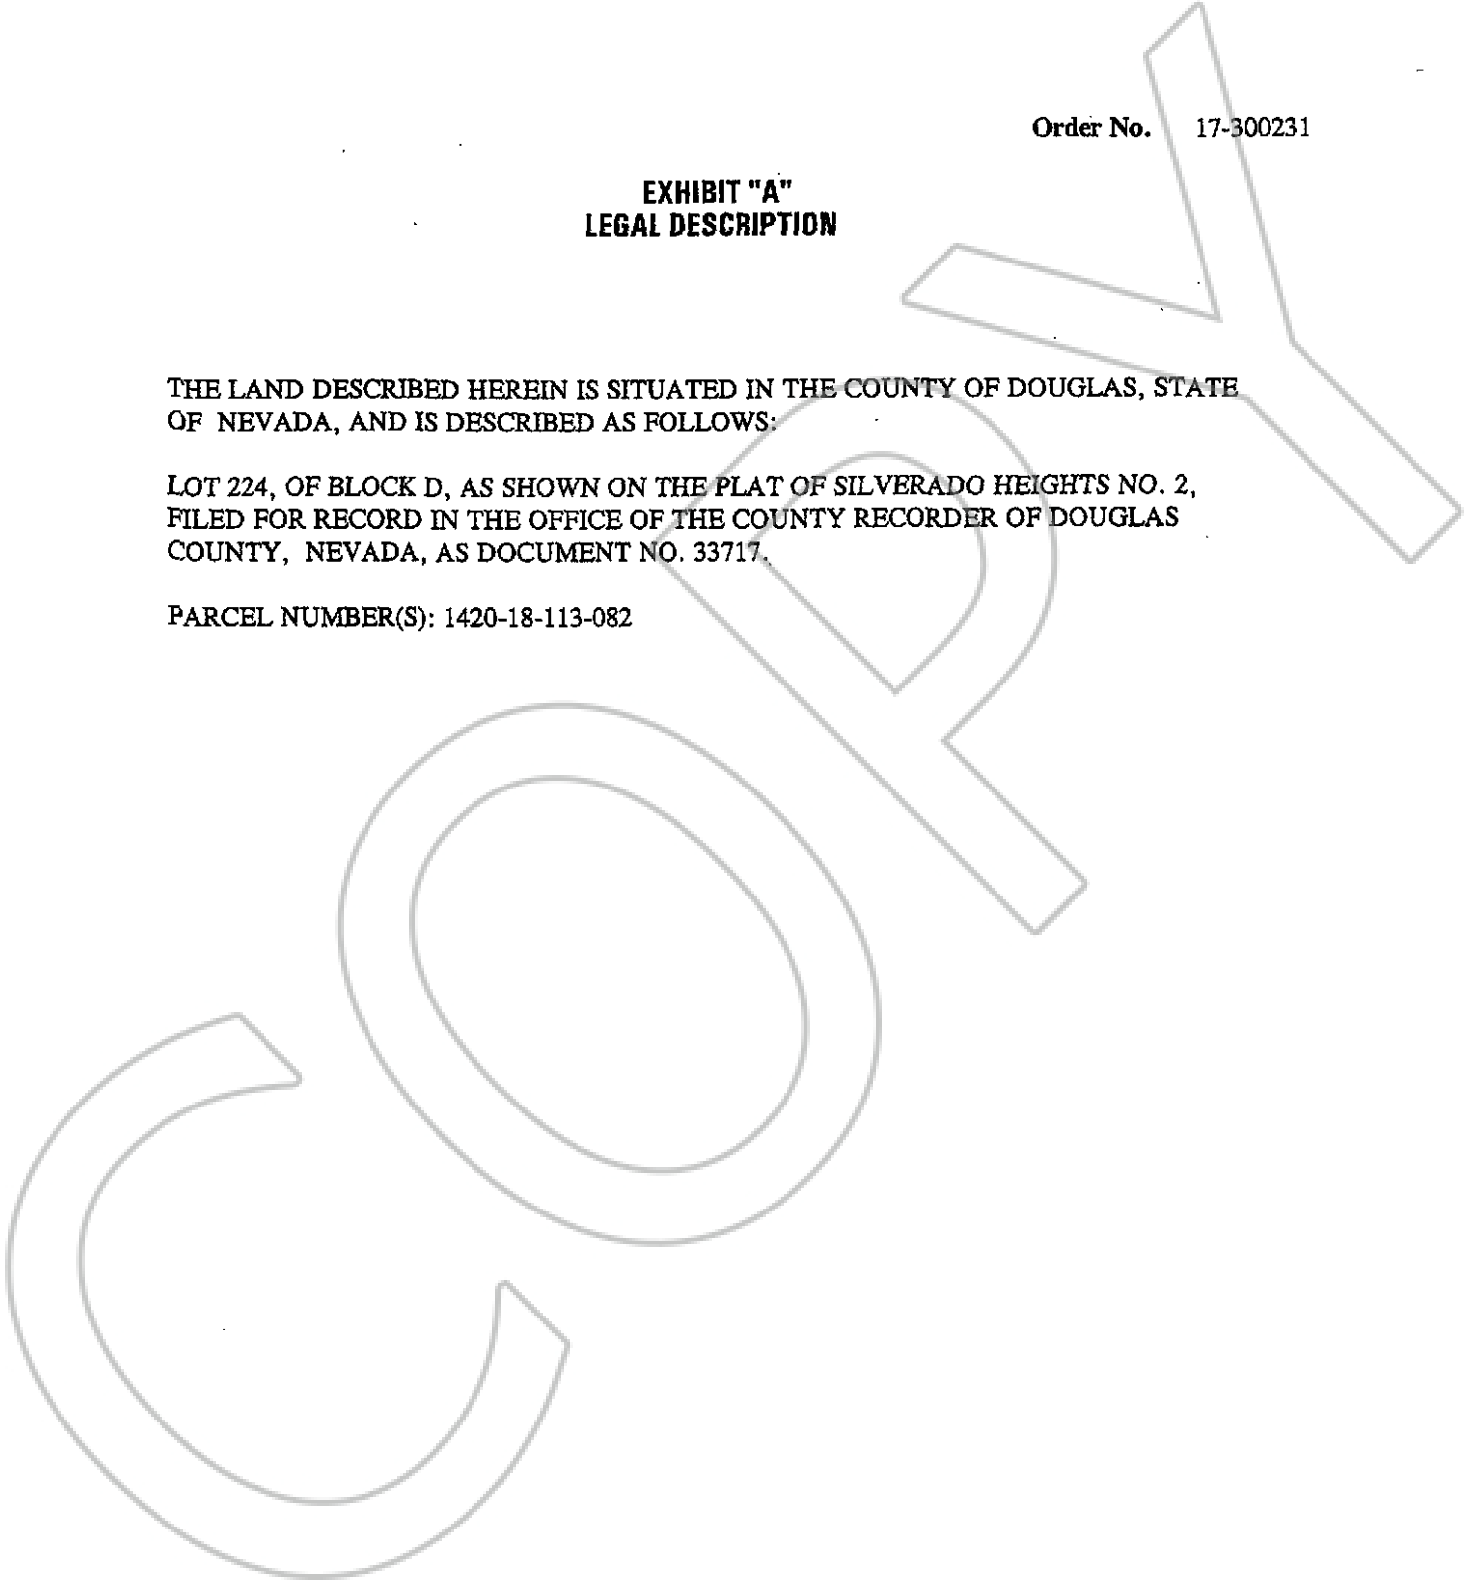 Order No. 17-300231
EXHIBIT "A"
LEGAL DESCRIPTION
THE LAND DESCRIBED HEREIN IS SITUATED IN THE COUNTY OF DOUGLAS, STATE
OF NEVADA, AND IS DESCRIBED AS FOLLOWS:
LOT 224, OF BLOCK D, AS SHOWN ON THE PLAT OF SILVERADO HEIGHTS NO. 2,
FILED FOR RECORD IN THE OFFICE OF THE COUNTY RECORDER OF DOUGLAS
COUNTY, NEVADA, AS DOCUMENT NO. 33717.
PARCEL NUMBER(S): 1420-18-113-082
COPY